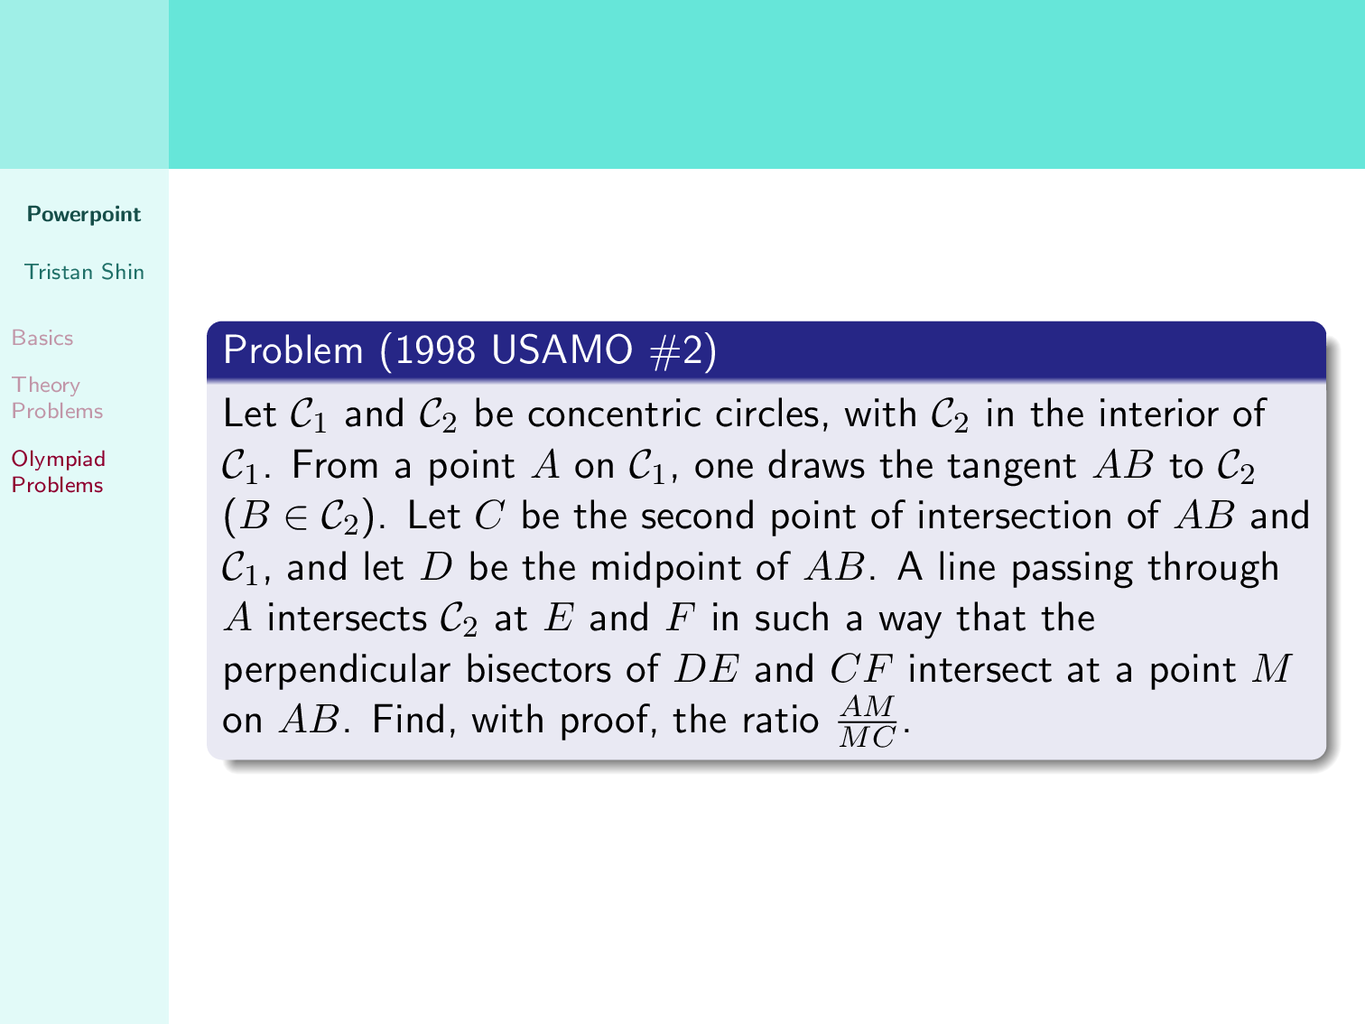 Powerpoint
Tristan Shin
Basics
Theory
Problems
Olympiad
Problems
Problem (1998 USAMO #2)
Let 𝒞₁ and 𝒞₂ be concentric circles, with 𝒞₂ in the interior of
𝒞₁. From a point A on 𝒞₁, one draws the tangent AB to 𝒞₂
(B ∈ 𝒞₂). Let C be the second point of intersection of AB and
𝒞₁, and let D be the midpoint of AB. A line passing through
A intersects 𝒞₂ at E and F in such a way that the
perpendicular bisectors of DE and CF intersect at a point M
on AB. Find, with proof, the ratio AM/MC.